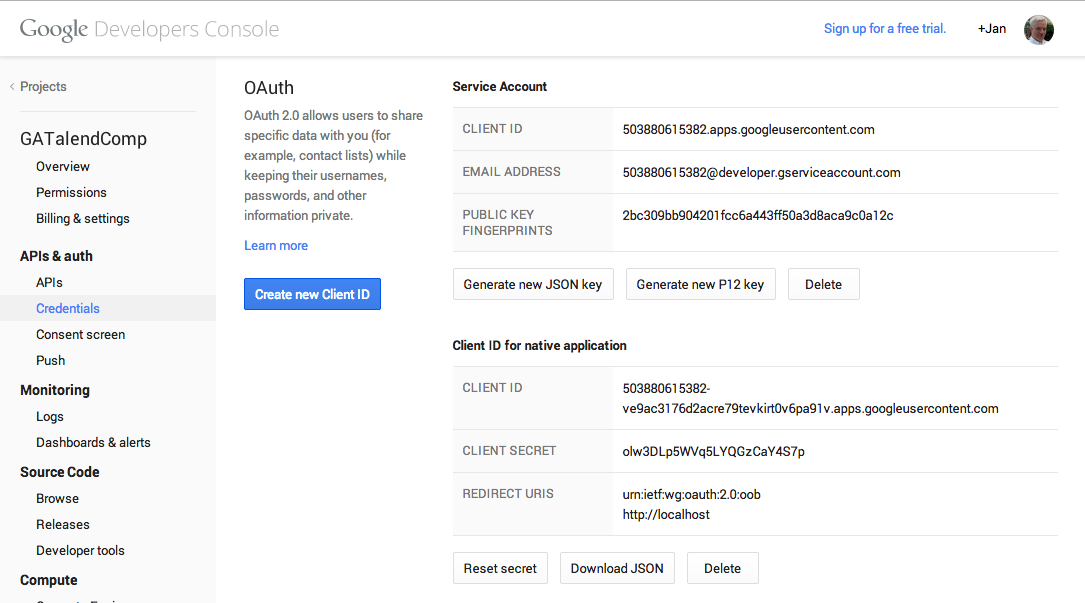 Google Developers Console
Sign up for a free trial.
+Jan
Projects
GATalendComp
Overview
Permissions
Billing & settings
APIs & auth
APIs
Credentials
Consent screen
Push
Monitoring
Logs
Dashboards & alerts
Source Code
Browse
Releases
Developer tools
Compute
OAuth
OAuth 2.0 allows users to share
specific data with you (for
example, contact lists) while
keeping their usernames,
passwords, and other
information private.
Learn more
Create new Client ID
Service Account
CLIENT ID
503880615382.apps.googleusercontent.com
EMAIL ADDRESS
503880615382@developer.gserviceaccount.com
PUBLIC KEY
FINGERPRINTS
2bc309bb904201fcc6a443ff50a3d8aca9c0a12c
Generate new JSON key
Generate new P12 key
Delete
Client ID for native application
CLIENT ID
503880615382-
ve9ac3176d2acre79tevkirt0v6pa91v.apps.googleusercontent.com
CLIENT SECRET
olw3DLp5WVq5LYQGzCaY4S7p
REDIRECT URIS
urn:ietf:wg:oauth:2.0:oob
http://localhost
Reset secret
Download JSON
Delete